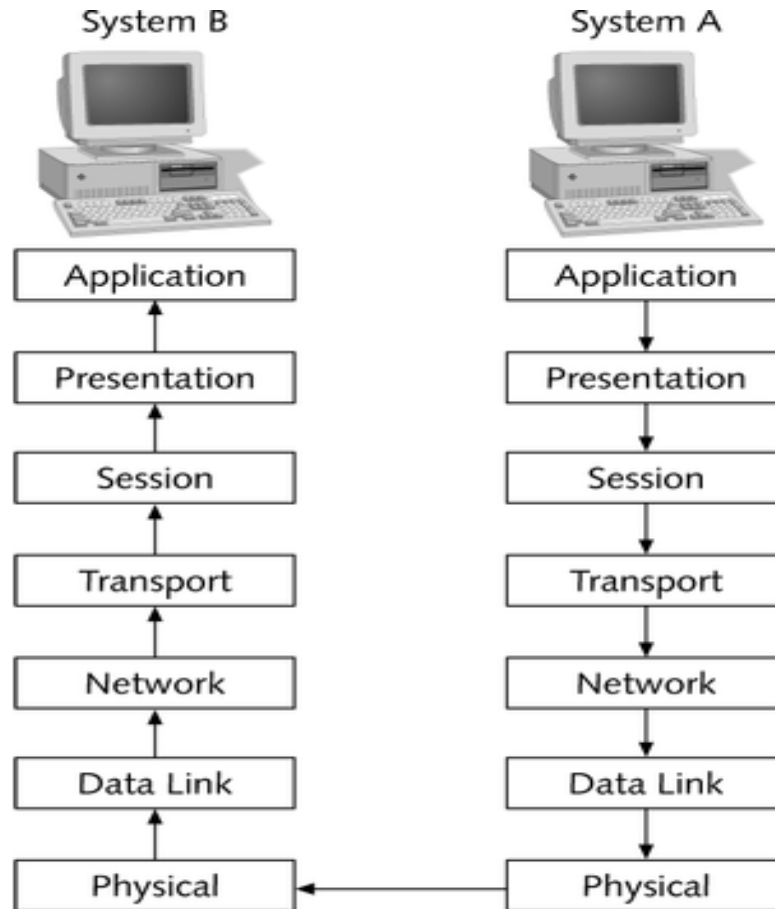 System B
System A
Application
Application
Presentation
Presentation
Session
Session
Transport
Transport
Network
Network
Data Link
Data Link
Physical
Physical